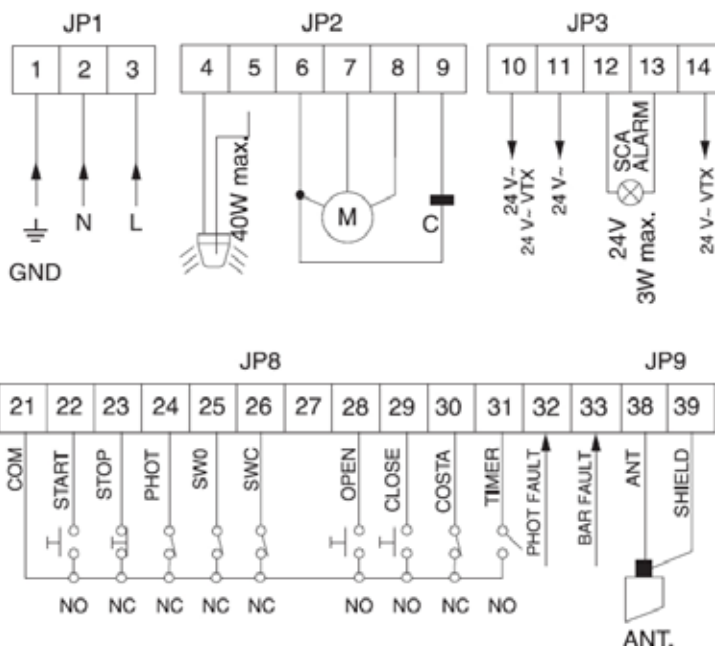 JP1 JP2 JP3
1 2 3 4 5 6 7 8 9 10 11 12 13 14
40W max.
M
C
24 V~
24 V~ VTX
24 V~
SCA
ALARM
24V
3W max.
24 V~ VTX
N L
GND
JP8 JP9
21 22 23 24 25 26 27 28 29 30 31 32 33 38 39
COM START STOP PHOT SW0 SWC OPEN CLOSE COSTA TIMER PHOT FAULT BAR FAULT ANT SHIELD
NO NC NC NC NC NO NO NC NO
ANT.